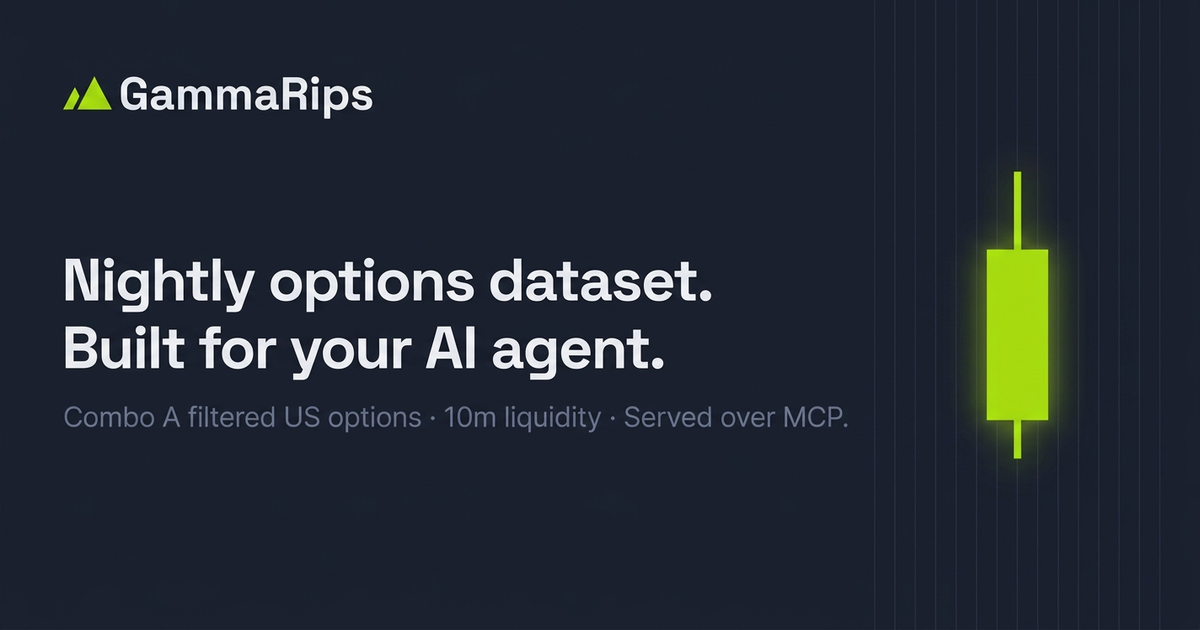 GammaRips
Nightly options dataset.
Built for your AI agent.
Combo A filtered US options · 10m liquidity · Served over MCP.